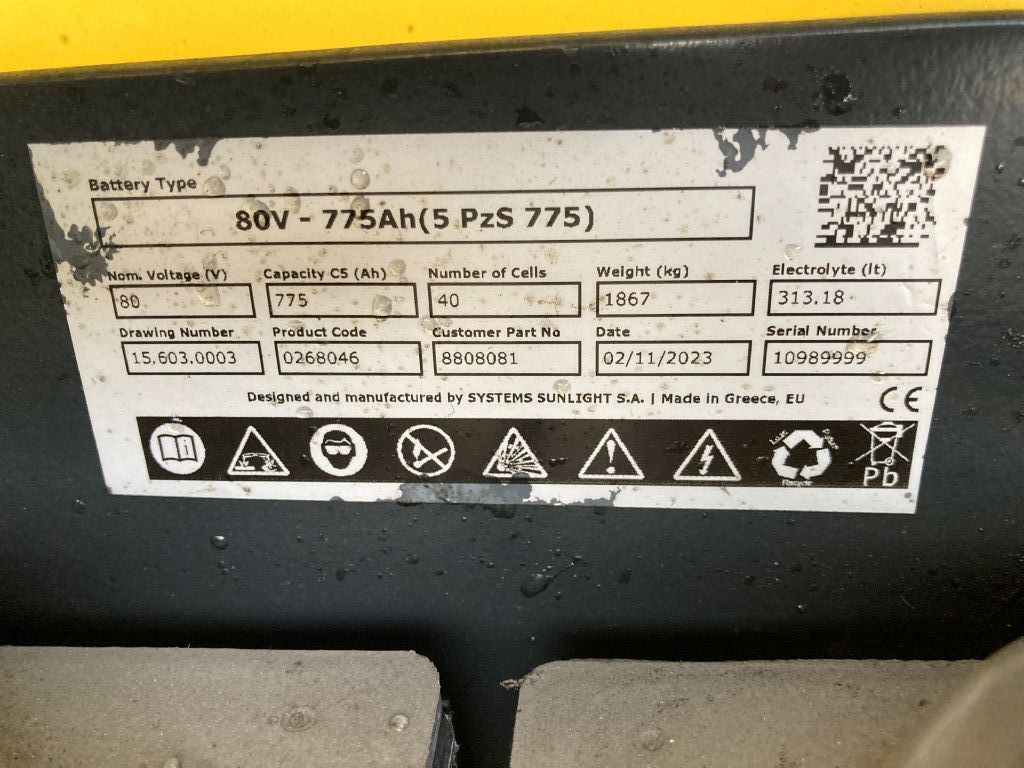 Battery Type
80V - 775Ah(5 PzS 775)
Nom. Voltage (V) Capacity C5 (Ah) Number of Cells Weight (kg) Electrolyte (lt)
80 775 40 1867 313.18
Drawing Number Product Code Customer Part No Date Serial Number
15.603.0003 0268046 8808081 02/11/2023 10989999
Designed and manufactured by SYSTEMS SUNLIGHT S.A. | Made in Greece, EU CE
Recycle
Pb